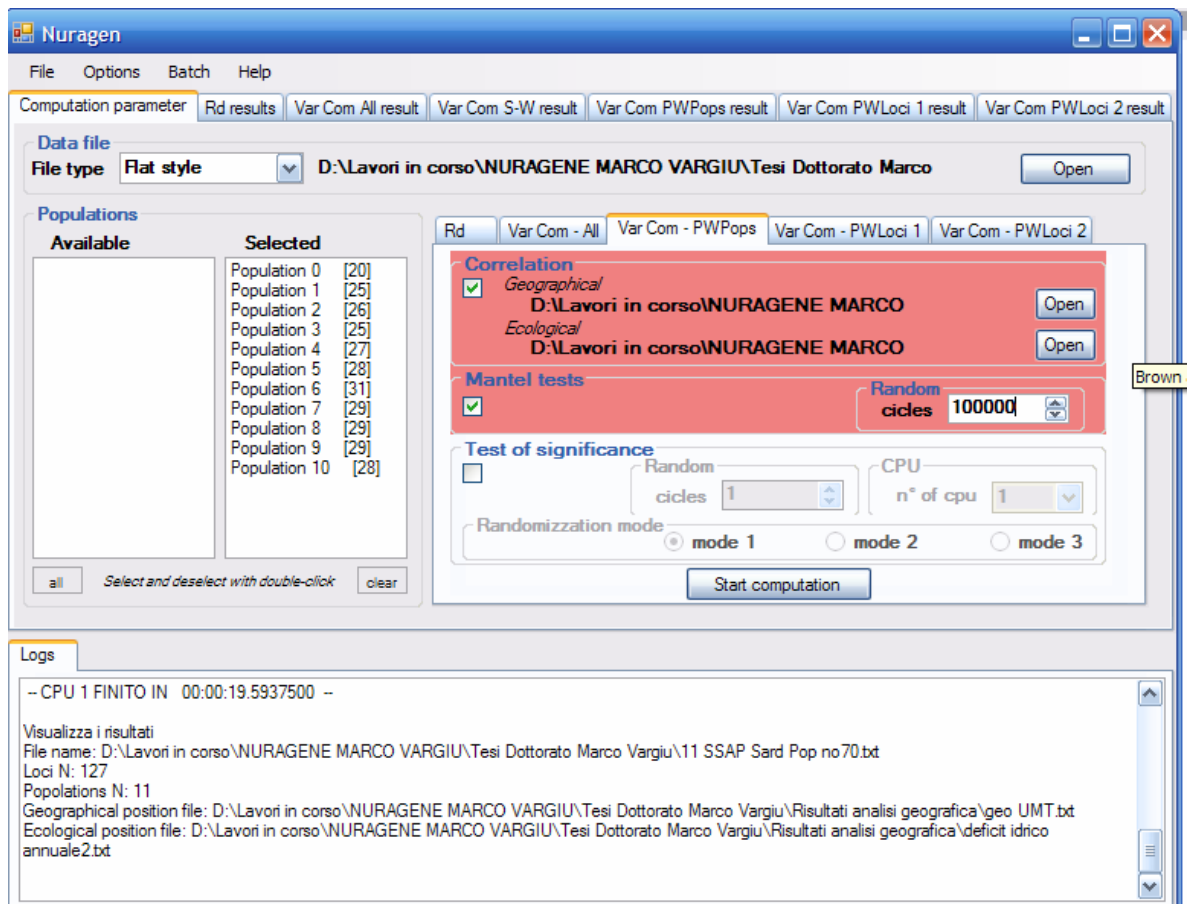 Nuragen
File Options Batch Help
Computation parameter Rd results Var Com All result Var Com S-W result Var Com PWPops result Var Com PWLoci 1 result Var Com PWLoci 2 result
Data file
File type Flat style D:\Lavori in corso\NURAGENE MARCO VARGIU\Tesi Dottorato Marco Open
Populations
Available Selected
Population 0 [20]
Population 1 [25]
Population 2 [26]
Population 3 [25]
Population 4 [27]
Population 5 [28]
Population 6 [31]
Population 7 [29]
Population 8 [29]
Population 9 [29]
Population 10 [28]
all Select and deselect with double-click clear
Rd Var Com - All Var Com - PWPops Var Com - PWLoci 1 Var Com - PWLoci 2
Correlation
Geographical
D:\Lavori in corso\NURAGENE MARCO Open
Ecological
D:\Lavori in corso\NURAGENE MARCO Open
Brown
Mantel tests
Random
cicles 100000
Test of significance
Random CPU
cicles 1 n° of cpu 1
Randomizzation mode
mode 1 mode 2 mode 3
Start computation
Logs
-- CPU 1 FINITO IN 00:00:19.5937500 --
Visualizza i risultati
File name: D:\Lavori in corso\NURAGENE MARCO VARGIU\Tesi Dottorato Marco Vargiu\11 SSAP Sard Pop no70.txt
Loci N: 127
Popolations N: 11
Geographical position file: D:\Lavori in corso\NURAGENE MARCO VARGIU\Tesi Dottorato Marco Vargiu\Risultati analisi geografica\geo UMT.txt
Ecological position file: D:\Lavori in corso\NURAGENE MARCO VARGIU\Tesi Dottorato Marco Vargiu\Risultati analisi geografica\deficit idrico
annuale2.txt